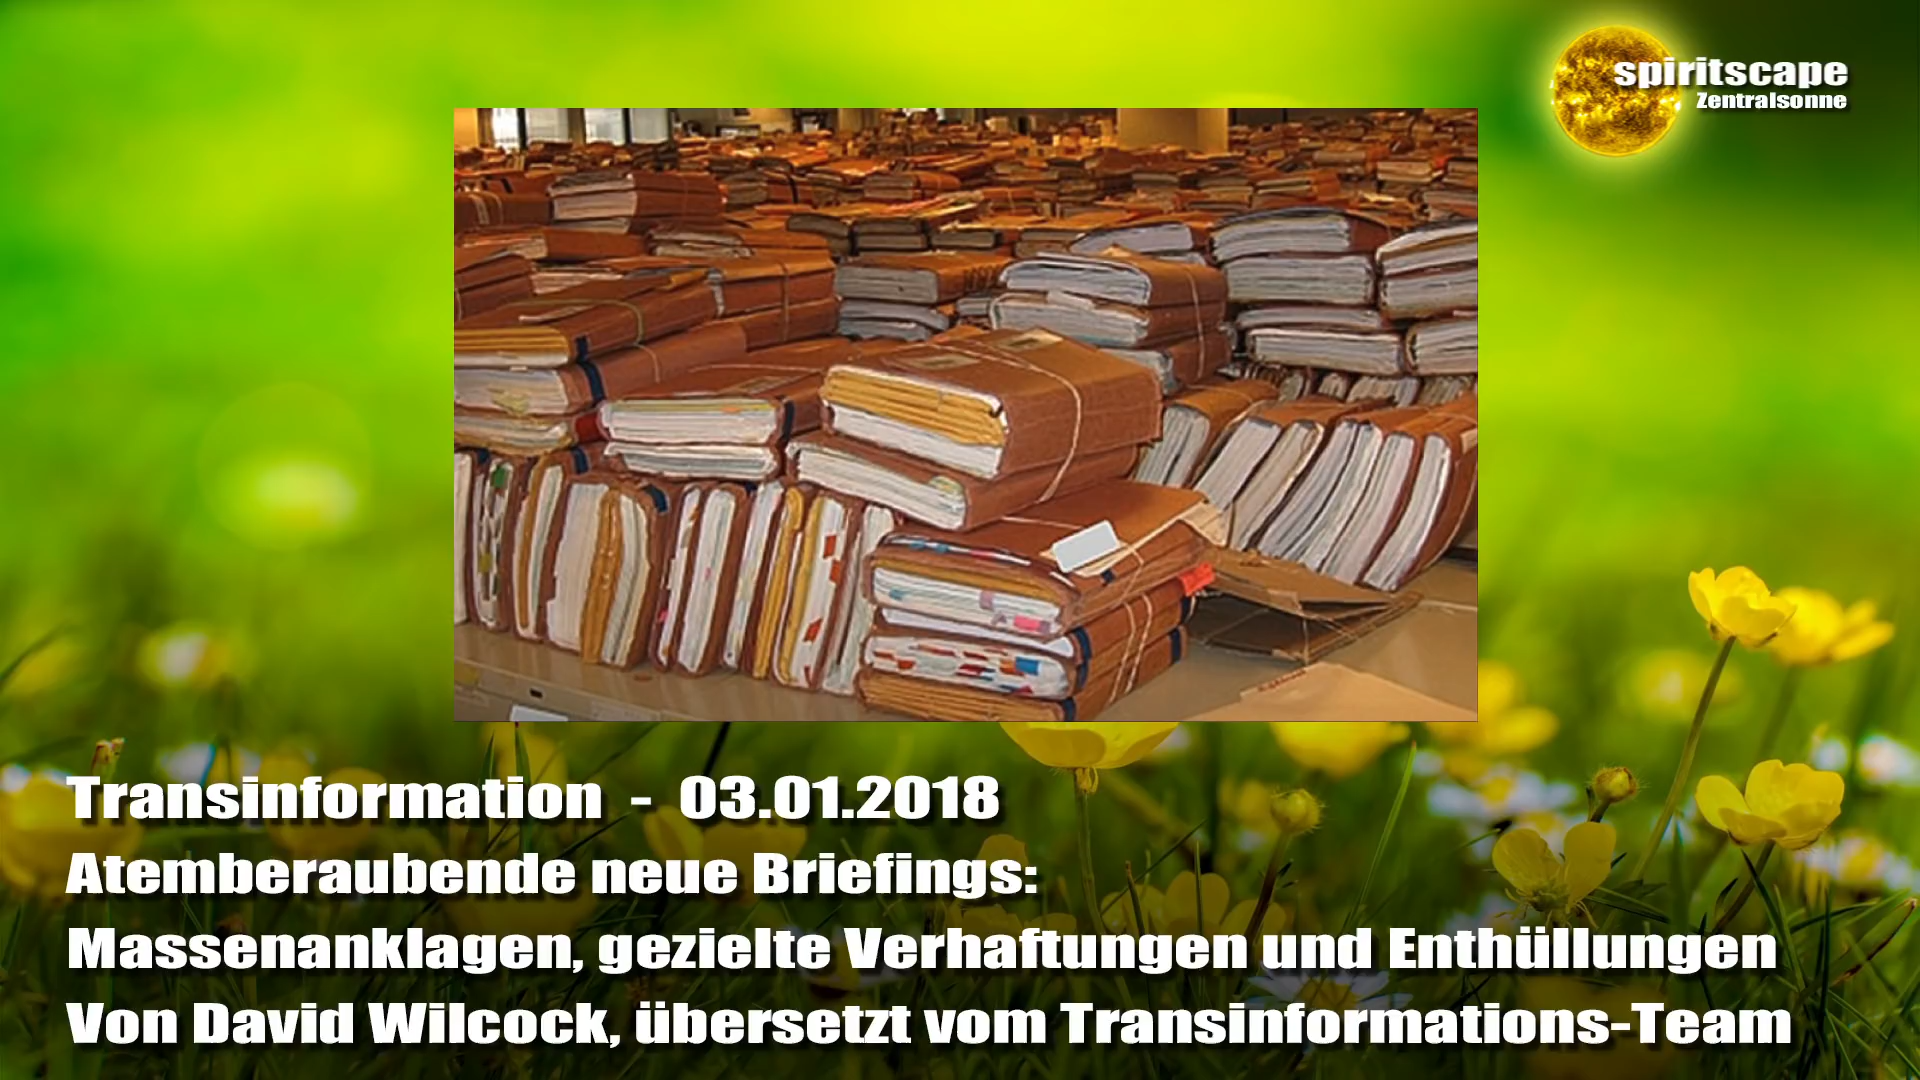 spiritscape
Zentralsonne
Transinformation - 03.01.2018
Atemberaubende neue Briefings:
Massenanklagen, gezielte Verhaftungen und Enthüllungen
Von David Wilcock, übersetzt vom Transinformations-Team